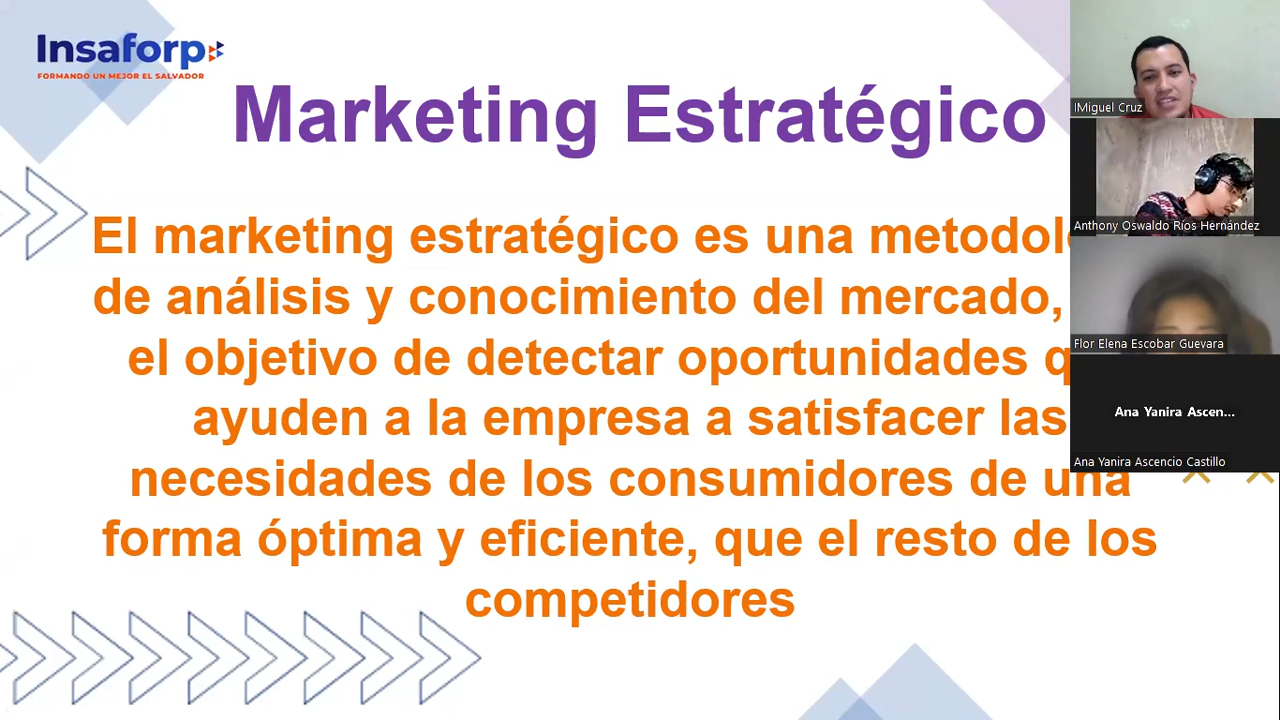 Insaforp
FORMANDO UN MEJOR EL SALVADOR
Marketing Estratégico
El marketing estratégico es una
de análisis y conocimiento del mercado,
el objetivo de detectar oportunidades
ayuden a la empresa a satisfacer las
necesidades de los consumidores de una
forma óptima y eficiente, que el resto de los
competidores
IMiguel Cruz
Anthony Oswaldo Ríos Hernández
Flor Elena Escobar Guevara
Ana Yanira Ascen...
Ana Yanira Ascencio Castillo